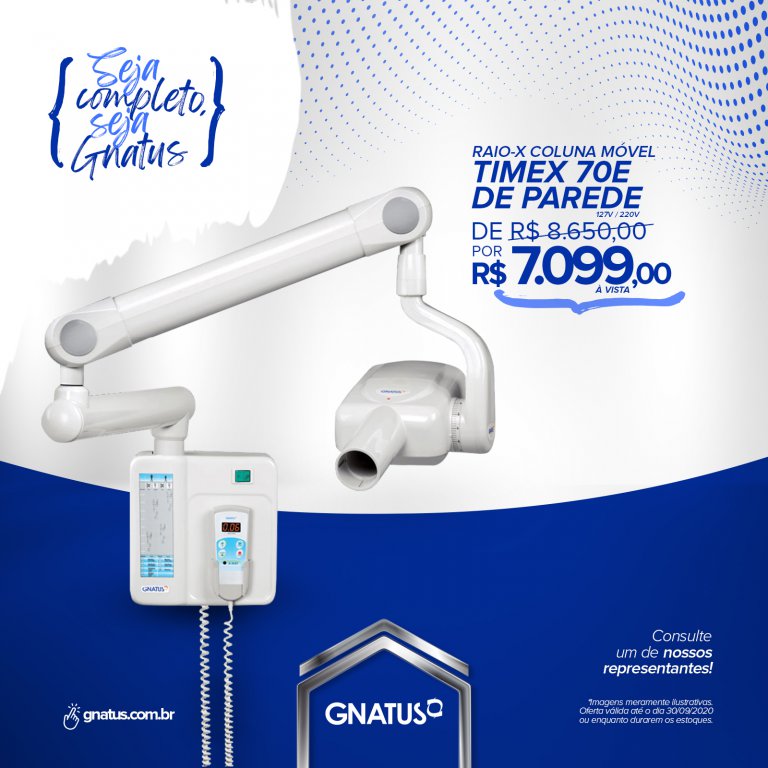 Seja
completo,
seja
Gnatus
RAIO-X COLUNA MÓVEL
TIMEX 70E
DE PAREDE
127V / 220V
DE R$ 8.650,00
POR
R$ 7.099,00
À VISTA
GNATUS
0.06
GNATUS
Consulte
um de nossos
representantes!
GNATUS
gnatus.com.br
*Imagens meramente ilustrativas.
Oferta válida até o dia 30/09/2020
ou enquanto durarem os estoques.